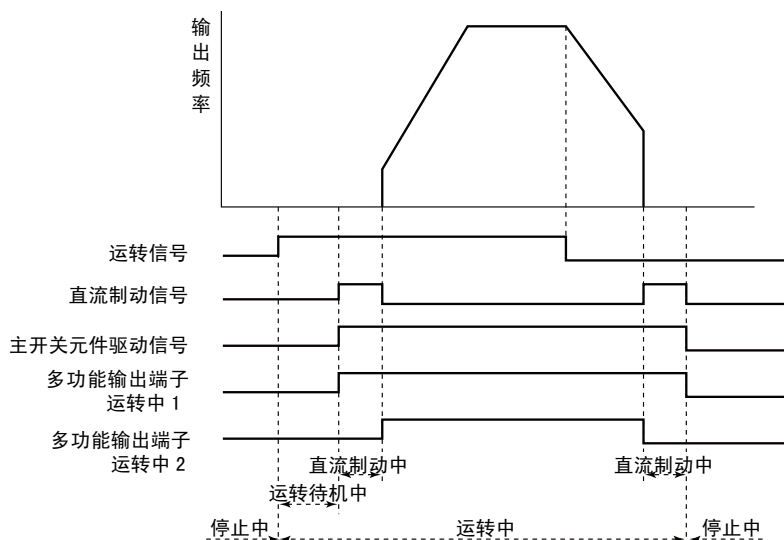 输出频率
运转信号
直流制动信号
主开关元件驱动信号
多功能输出端子
运转中 1
多功能输出端子
运转中 2
直流制动中
直流制动中
运转待机中
停止中
运转中
停止中